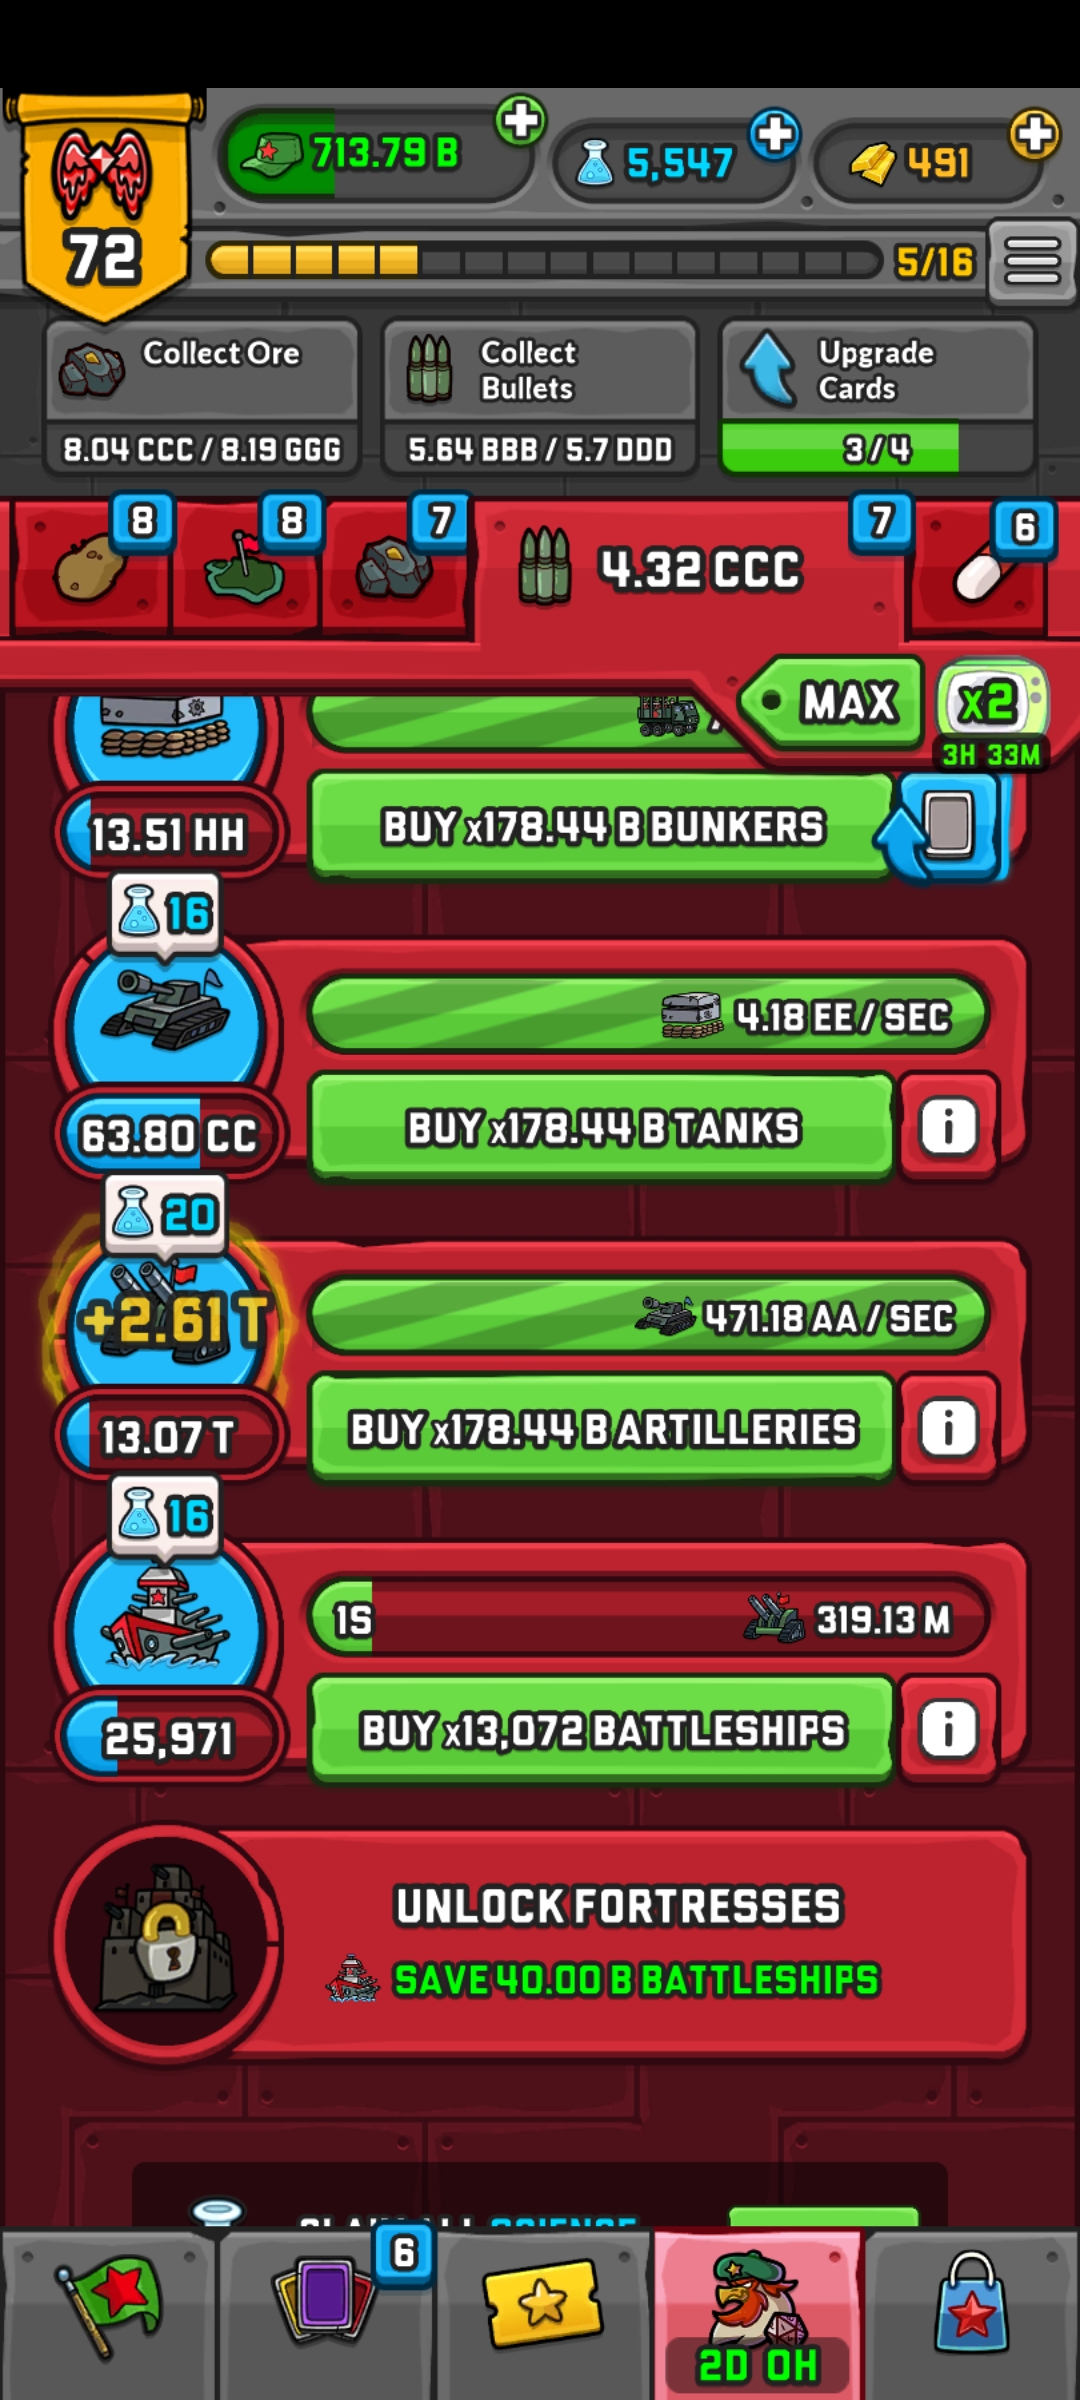 713.79 B
5,547
491
72
5/16
Collect Ore
8.04 CCC / 8.19 GGG
Collect
Bullets
5.64 BBB / 5.7 DDD
Upgrade
Cards
3/4
8
8
7
4.32 CCC
7
6
MAX
x2
3H 33M
13.51 HH
BUY x178.44 B BUNKERS
16
4.18 EE / SEC
63.80 CC
BUY x178.44 B TANKS
i
20
+2.61 T
471.18 AA / SEC
13.07 T
BUY x178.44 B ARTILLERIES
i
16
1S
319.13 M
25,971
BUY x13,072 BATTLESHIPS
i
UNLOCK FORTRESSES
SAVE 40.00 B BATTLESHIPS
6
2D 0H